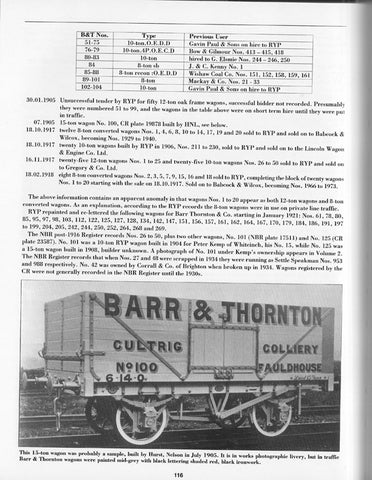 B&T Nos. Type Previous User
51-75 10-ton.O.E.D.D Gavin Paul & Sons on hire to RYP
76-79 10-ton.4P.O.E.C.D Bow & Gilmour Nos. 413 - 415, 418
80-83 10-ton hired to G. Elsmie Nos. 244 - 246, 250
84 8-ton sb J. & C. Kenny No. 1
85-88 8-ton recon :O.E.D.D Wishaw Coal Co. Nos. 151, 152, 158, 159, 161
89-101 8-ton Mackay & Co. Nos. 21 - 33
102-104 10-ton Gavin Paul & Sons on hire to RYP
30.01.1905 Unsuccessful tender by RYP for fifty 12-ton oak frame wagons, successful bidder not recorded. Presumably
they were numbered 51 to 99, and the wagons in the table above were on short term hire until they were put
in traffic.
07.1905 15-ton wagon No. 100, CR plate 19878 built by HNL, see below.
18.10.1917 twelve 8-ton converted wagons Nos. 1, 4, 6, 8, 10 to 14, 17, 19 and 20 sold to RYP and sold on to Babcock &
Wilcox, becoming Nos. 1929 to 1940.
18.10.1917 twenty 10-ton wagons built by RYP in 1906, Nos. 211 to 230, sold to RYP and sold on to the Lincoln Wagon
& Engine Co. Ltd.
16.11.1917 twenty-five 12-ton wagons Nos. 1 to 25 and twenty-five 10-ton wagons Nos. 26 to 50 sold to RYP and sold on
to Gregory & Co. Ltd.
18.02.1918 eight 8-ton converted wagons Nos. 2, 3, 5, 7, 9, 15, 16 and 18 sold to RYP, completing the block of twenty wagons
Nos. 1 to 20 starting with the sale on 18.10.1917. Sold on to Babcock & Wilcox, becoming Nos. 1966 to 1973.
The above information contains an apparent anomaly in that wagons Nos. 1 to 20 appear as both 12-ton wagons and 8-ton
converted wagons. As an explanation, according to the RYP records the 8-ton wagons were in use on private line traffic.
RYP repainted and re-lettered the following wagons for Barr Thornton & Co. starting in January 1921: Nos. 61, 78, 80,
85, 95, 97, 98, 103, 112, 122, 125, 127, 128, 134, 142, 147, 151, 156, 157, 161, 162, 164, 167, 170, 179, 184, 186, 191, 197
to 199, 204, 205, 242, 244, 250, 252, 264, 268 and 269.
The NBR post-1916 Register records Nos. 26 to 50, plus two other wagons, No. 101 (NBR plate 17511) and No. 125 (CR
plate 23587). No. 101 was a 10-ton RYP wagon built in 1904 for Peter Kemp of Whiteinch, his No. 15, while No. 125 was
a 15-ton wagon built in 1908, builder unknown. A photograph of No. 101 under Kemp's ownership appears in Volume 2.
The NBR Register records that when Nos. 27 and 48 were scrapped in 1934 they were running as Settle Speakman Nos. 953
and 988 respectively. No. 42 was owned by Corrall & Co. of Brighton when broken up in 1934. Wagons registered by the
CR were not generally recorded in the NBR Register until the 1930s.
BARR & THORNTON
CULTRIG COLLIERY
Nº100 FAULDHOUSE
6.14.0
This 15-ton wagon was probably a sample, built by Hurst, Nelson in July 1905. It is in works photographic livery, but in traffic
Barr & Thornton wagons were painted mid-grey with black lettering shaded red, black ironwork.
116